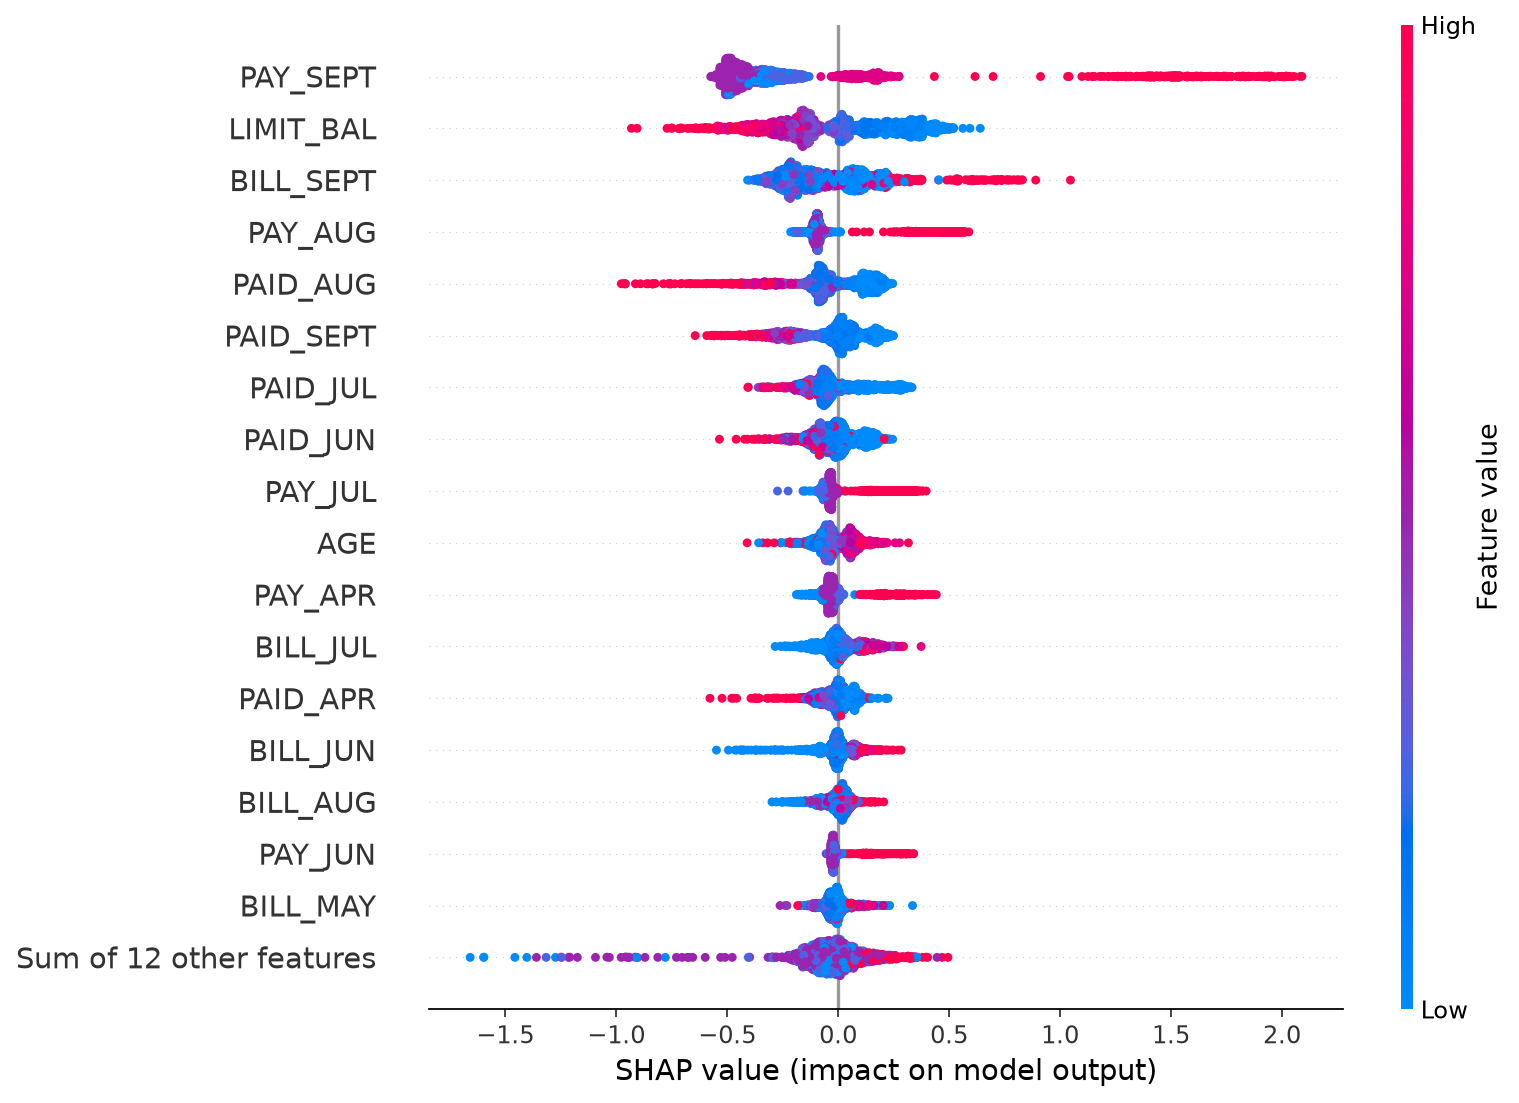 High
PAY_SEPT
LIMIT_BAL
BILL_SEPT
PAY_AUG
PAID_AUG
PAID_SEPT
PAID_JUL
PAID_JUN
PAY_JUL
AGE
PAY_APR
BILL_JUL
PAID_APR
BILL_JUN
BILL_AUG
PAY_JUN
BILL_MAY
Sum of 12 other features
Feature value
Low
−1.5 −1.0 −0.5 0.0 0.5 1.0 1.5 2.0
SHAP value (impact on model output)